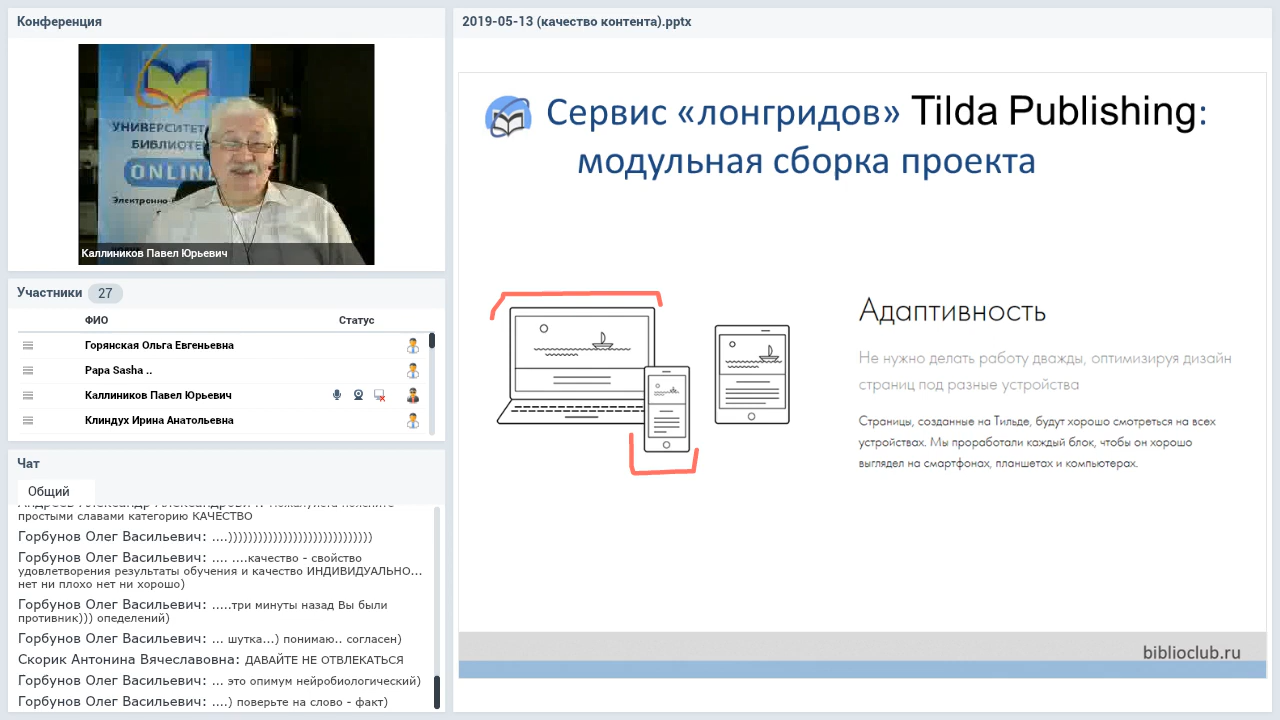 Конференция
УНИВЕРСИТЕТ
БИБЛИОТЕ
ONLIN
Каллиников Павел Юрьевич
Участники 27
ФИО Статус
Горянская Ольга Евгеньевна
Papa Sasha ..
Каллиников Павел Юрьевич
Клиндух Ирина Анатольевна
Чат
Общий
простыми славами категорию КАЧЕСТВО
Горбунов Олег Васильевич: ....)))))))))))))))))))))))))))))
Горбунов Олег Васильевич: .... ....качество - свойство
удовлетворения результаты обучения и качество ИНДИВИДУАЛЬНО...
нет ни плохо нет ни хорошо)
Горбунов Олег Васильевич: .....три минуты назад Вы были
противник))) опеделений)
Горбунов Олег Васильевич: ... шутка...) понимаю.. согласен)
Скорик Антонина Вячеславовна: ДАВАЙТЕ НЕ ОТВЛЕКАТЬСЯ
Горбунов Олег Васильевич: ... это опимум нейробиологический)
Горбунов Олег Васильевич: ....) поверьте на слово - факт)
2019-05-13 (качество контента).pptx
Сервис «лонгридов» Tilda Publishing:
модульная сборка проекта
Адаптивность
Не нужно делать работу дважды, оптимизируя дизайн
страниц под разные устройства
Страницы, созданные на Тильде, будут хорошо смотреться на всех
устройствах. Мы проработали каждый блок, чтобы он хорошо
выглядел на смартфонах, планшетах и компьютерах.
biblioclub.ru